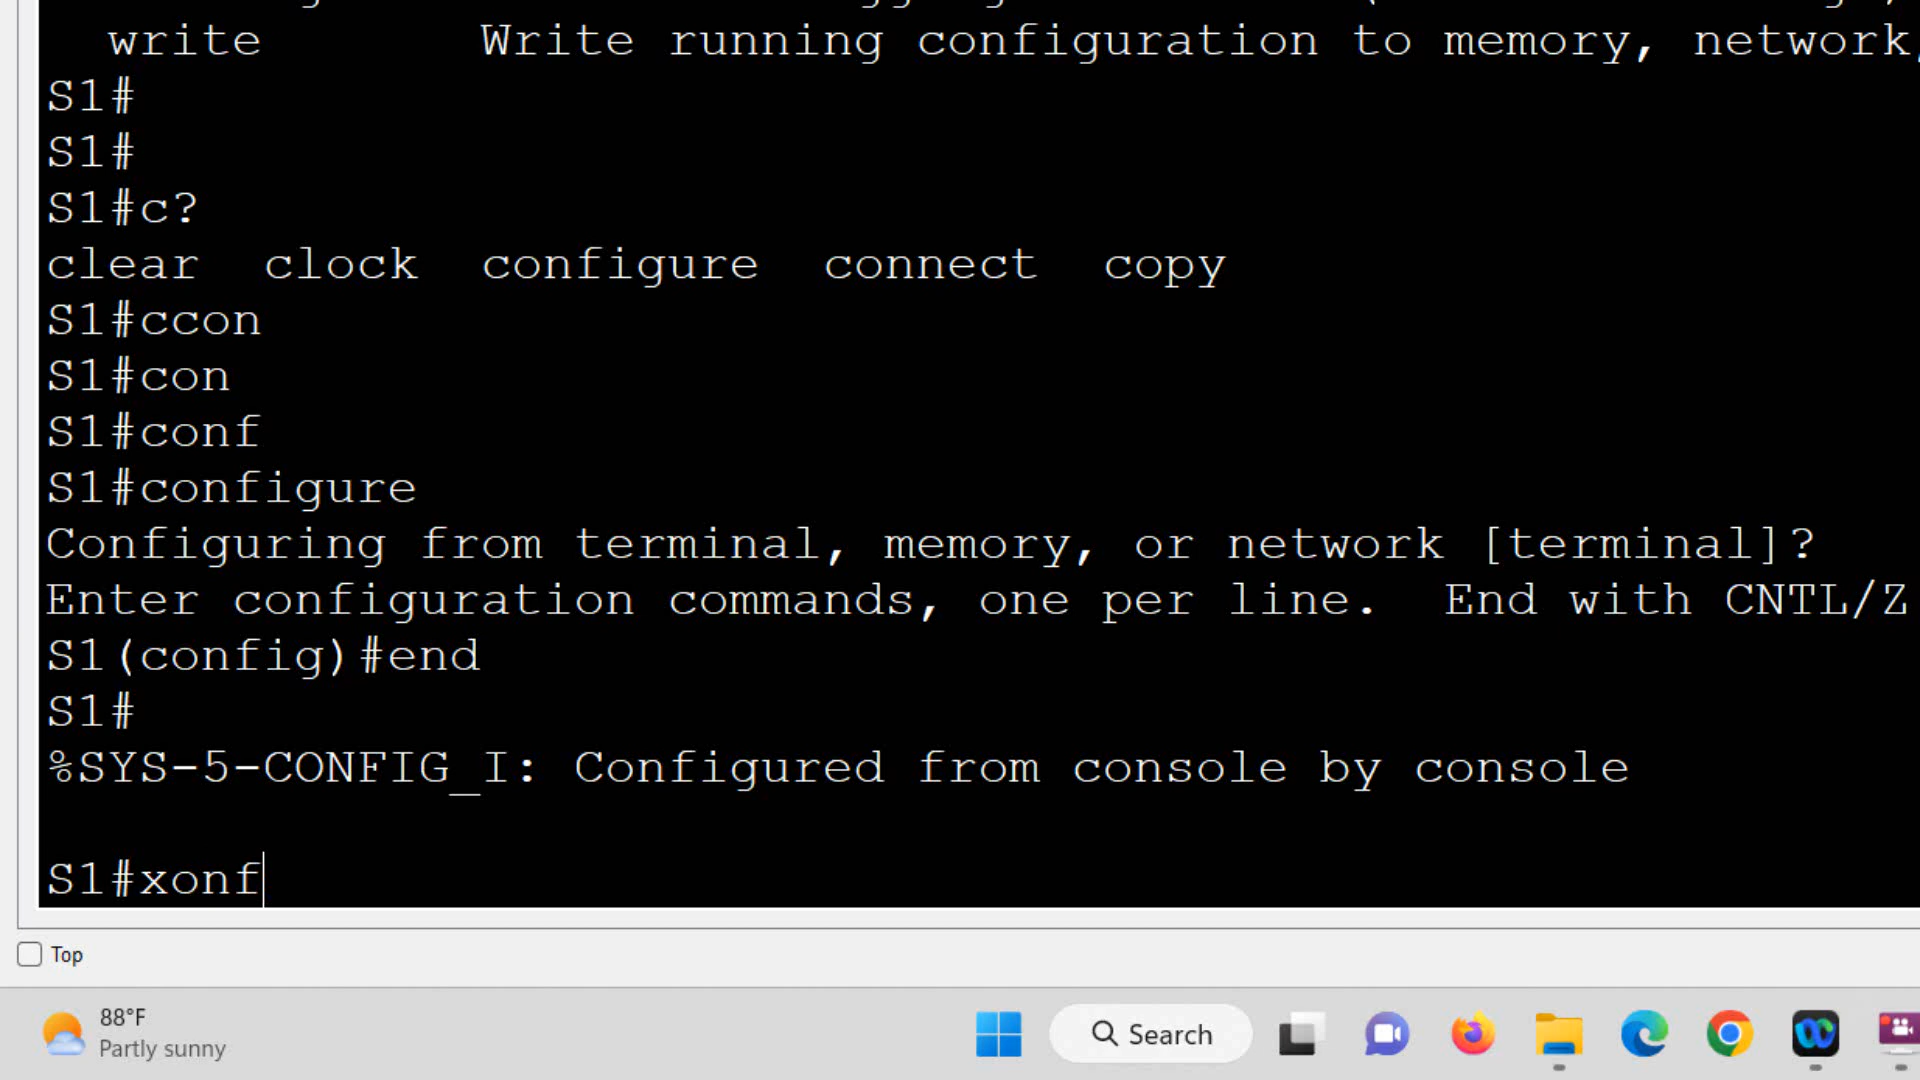 write       Write running configuration to memory, network,
S1#
S1#
S1#c?
clear  clock  configure  connect  copy
S1#ccon
S1#con
S1#conf
S1#configure
Configuring from terminal, memory, or network [terminal]?
Enter configuration commands, one per line.  End with CNTL/Z
S1(config)#end
S1#
%SYS-5-CONFIG_I: Configured from console by console
S1#xonf
Top
88°F
Partly sunny
Search